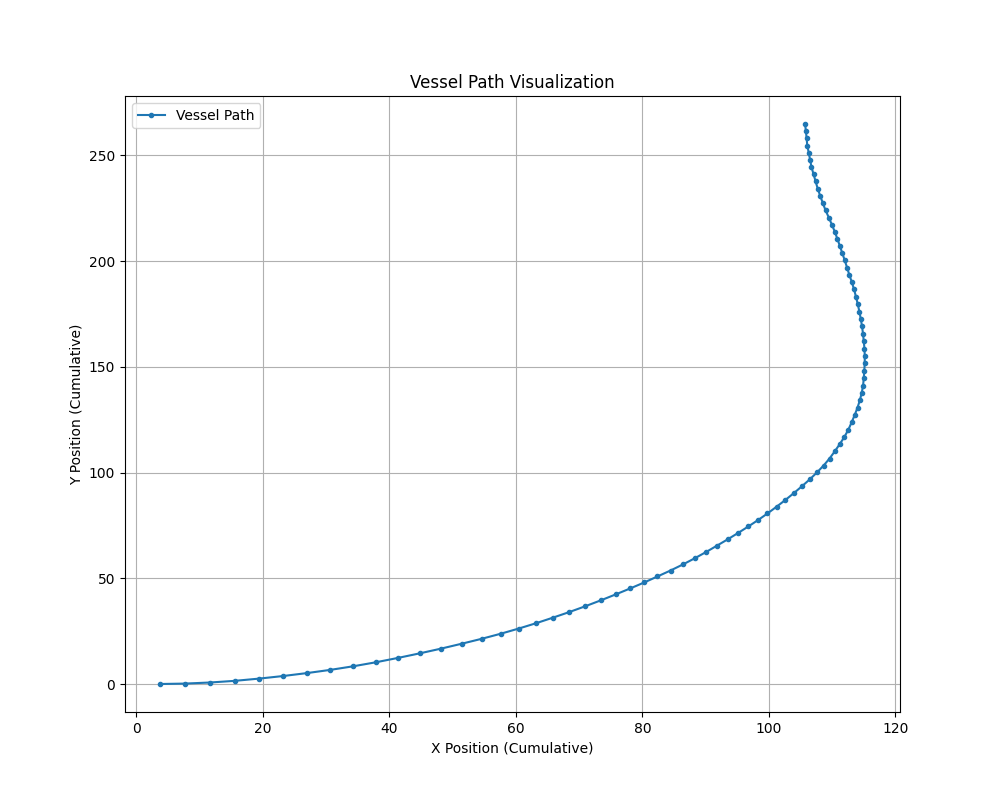 Vessel Path Visualization
Vessel Path
Y Position (Cumulative)
250
200
150
100
50
0
0 20 40 60 80 100 120
X Position (Cumulative)